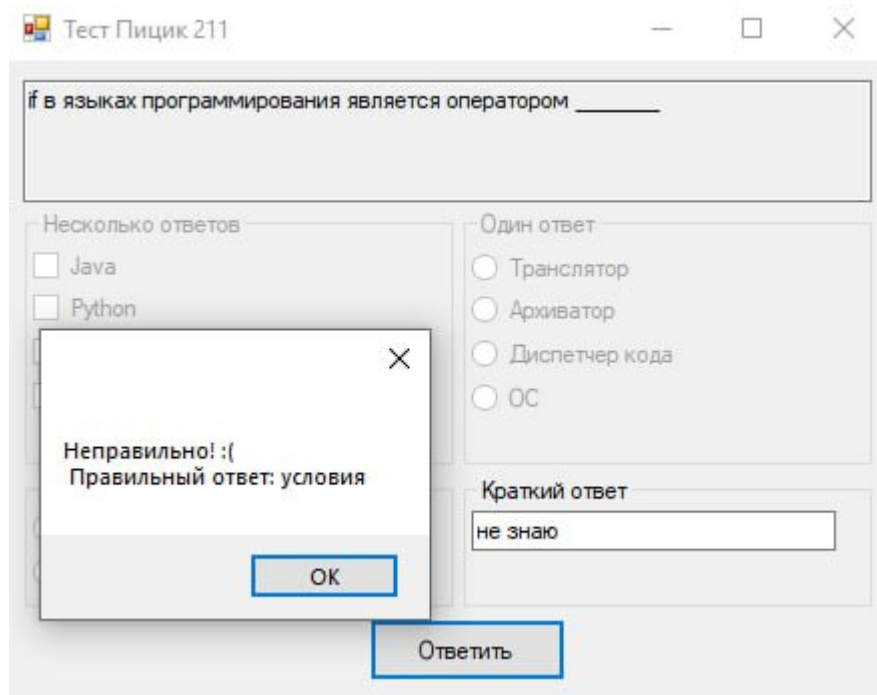 Тест Пицик 211
if в языках программирования является оператором _______
Несколько ответов
Java
Python
Один ответ
Транслятор
Архиватор
Диспетчер кода
ОС
Неправильно! :(
Правильный ответ: условия
ОК
Краткий ответ
не знаю
Ответить